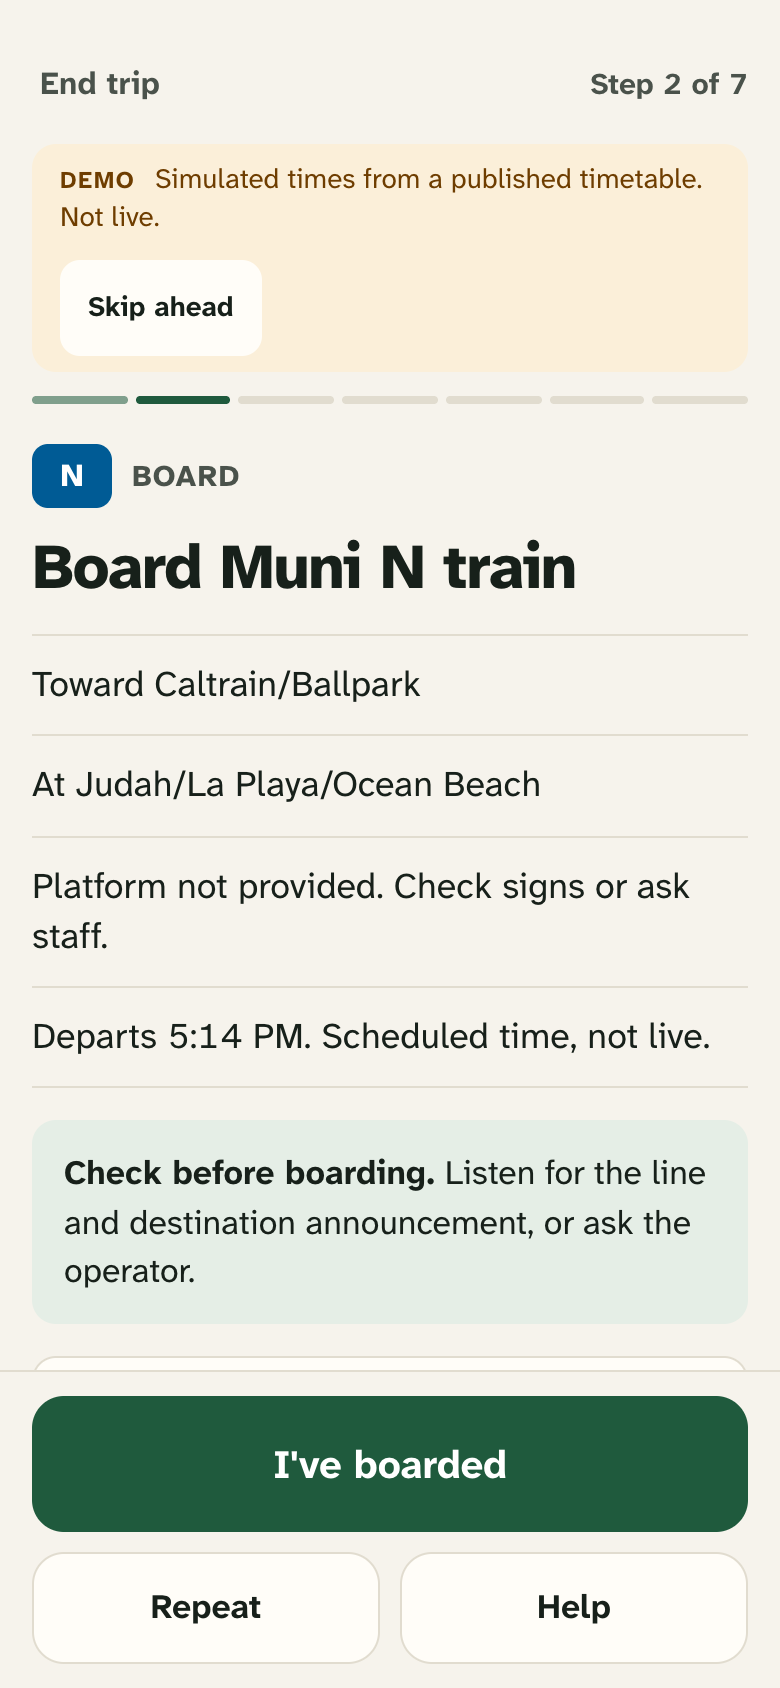 End trip
Step 2 of 7
DEMO Simulated times from a published timetable.
Not live.
Skip ahead
N BOARD
Board Muni N train
Toward Caltrain/Ballpark
At Judah/La Playa/Ocean Beach
Platform not provided. Check signs or ask
staff.
Departs 5:14 PM. Scheduled time, not live.
Check before boarding. Listen for the line
and destination announcement, or ask the
operator.
I've boarded
Repeat
Help